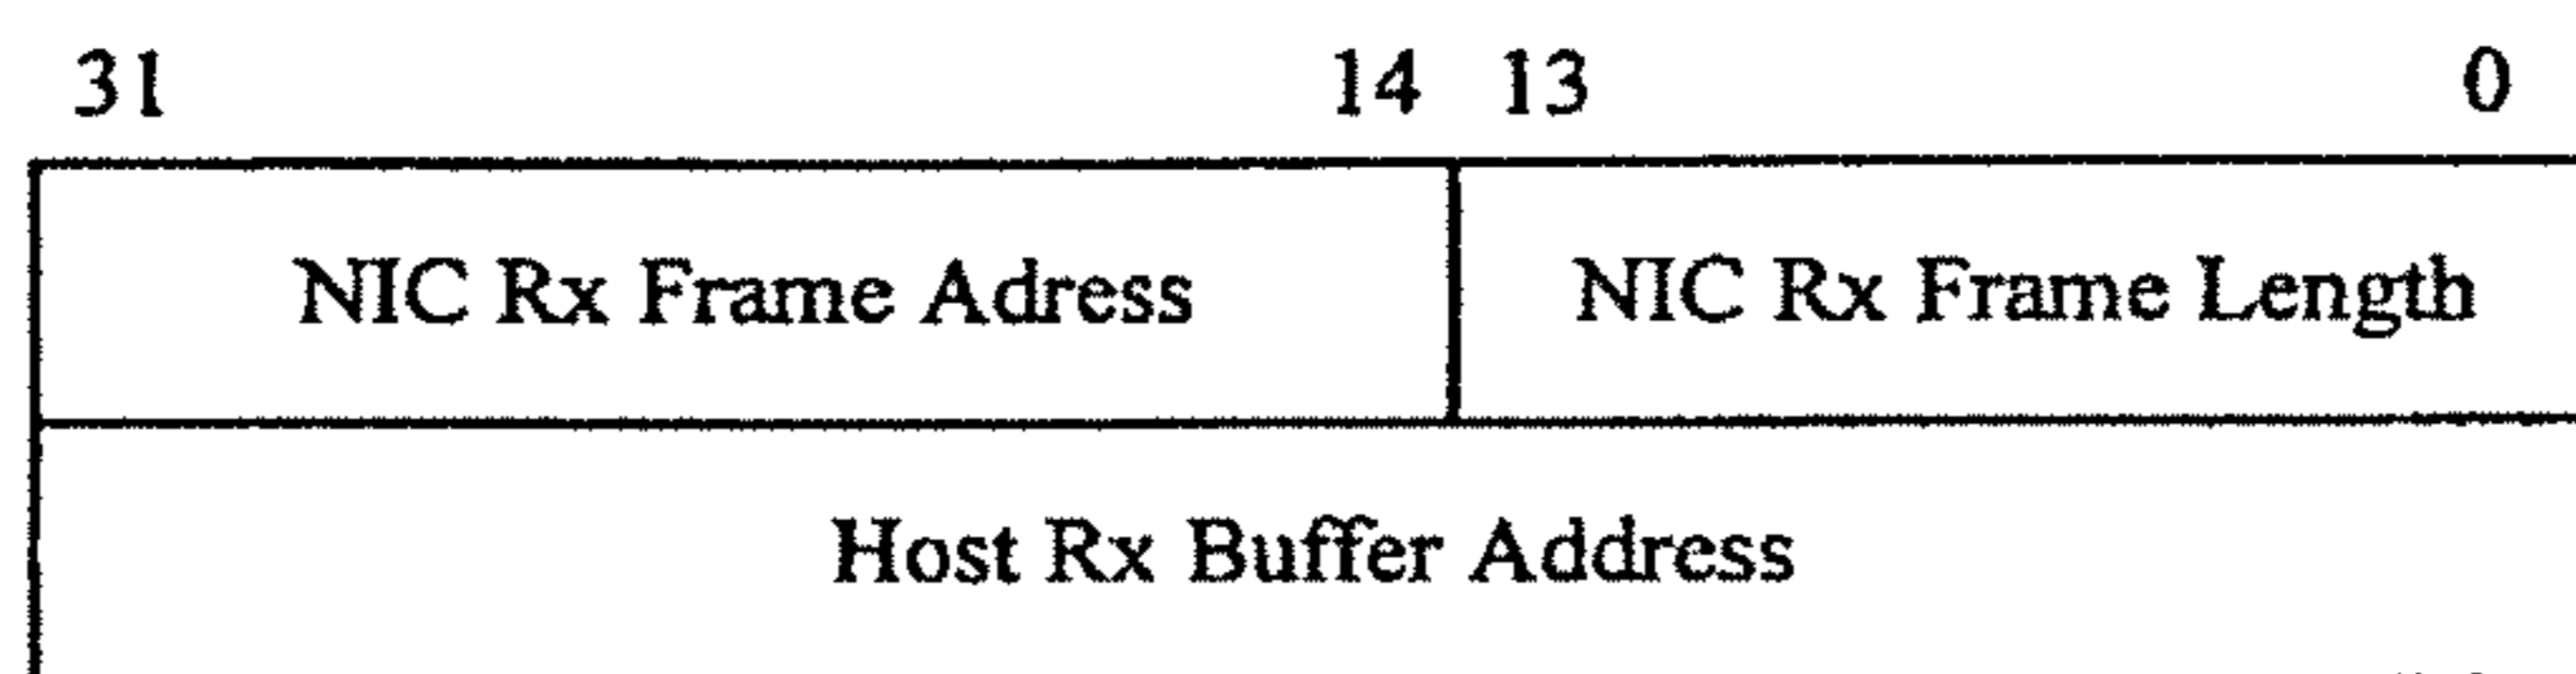 31 14 13 0
NIC Rx Frame Adress NIC Rx Frame Length
Host Rx Buffer Address